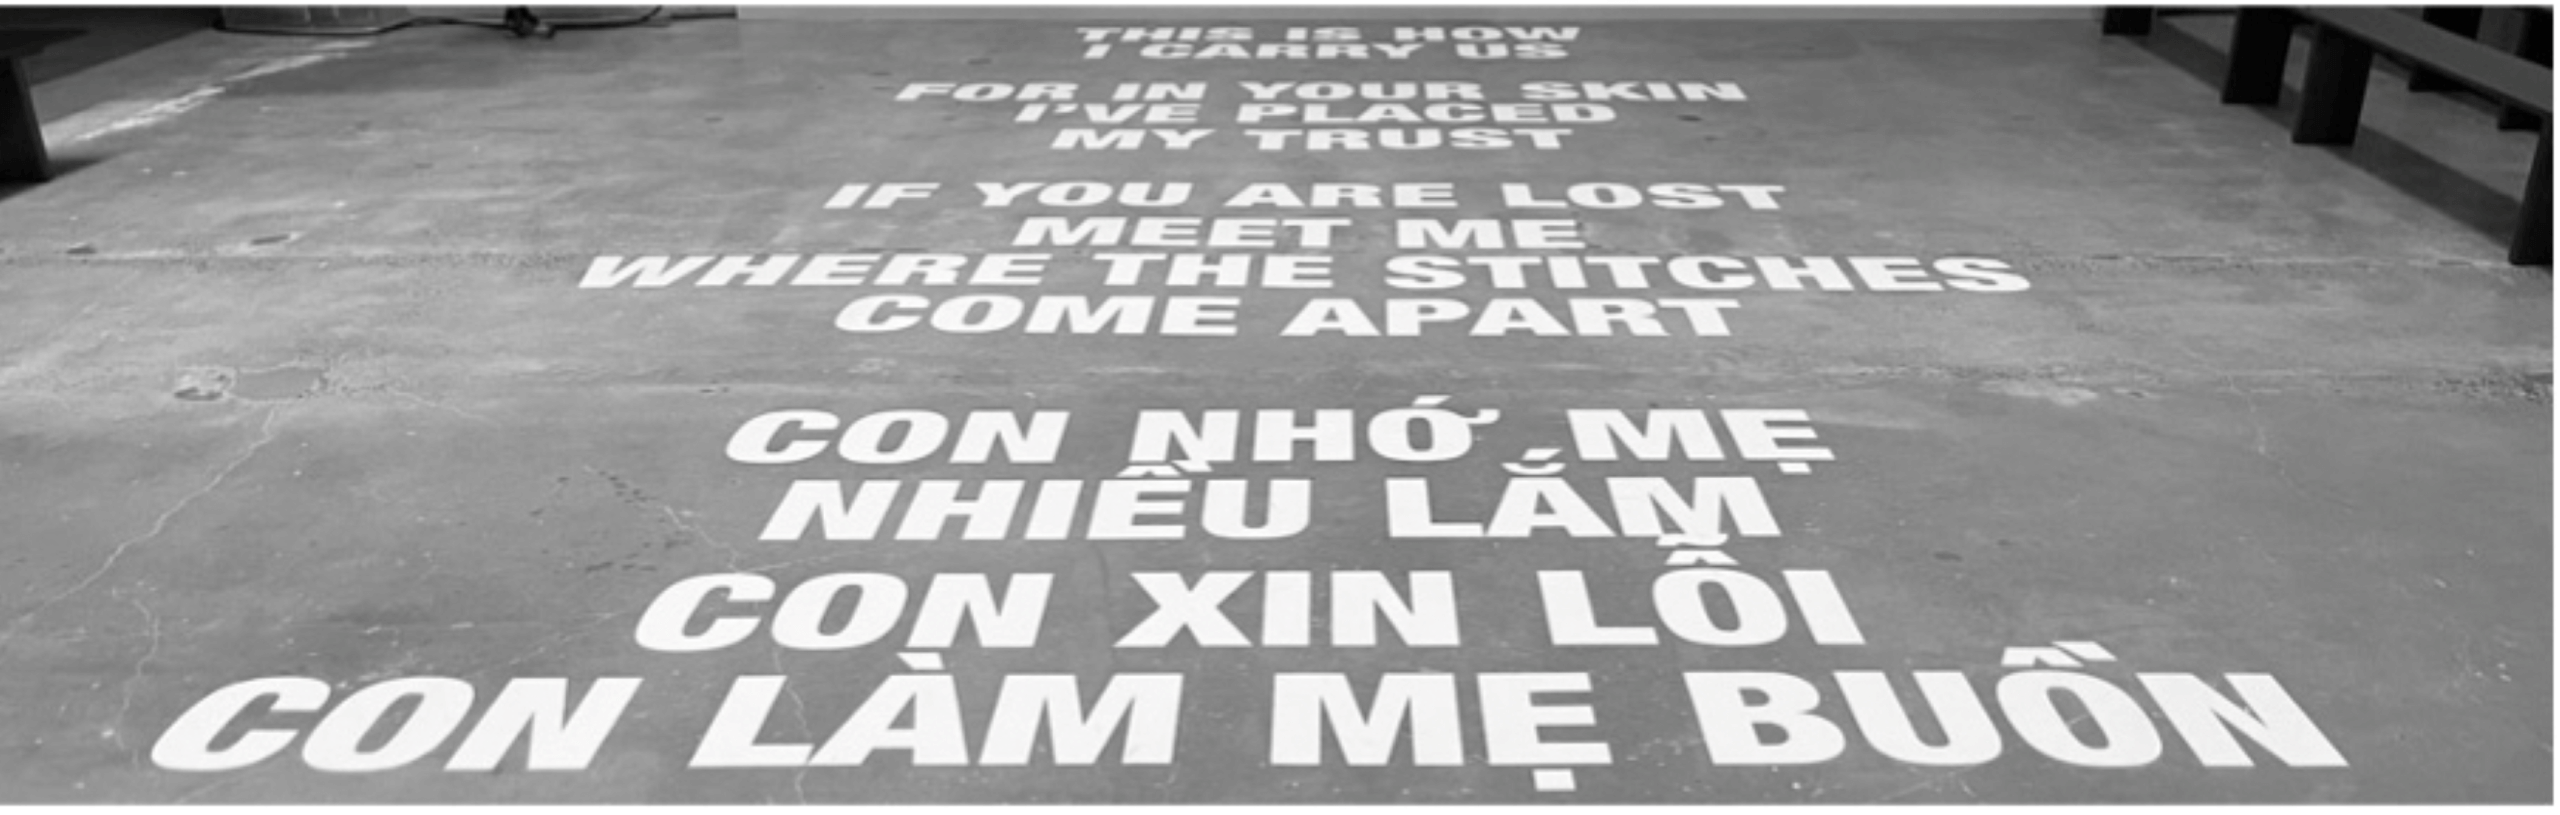 THIS IS HOW
I CARRY US
FOR IN YOUR SKIN
I'VE PLACED
MY TRUST
IF YOU ARE LOST
MEET ME
WHERE THE STITCHES
COME APART
CON NHỚ MẸ
NHIỀU LẮM
CON XIN LỖI
CON LÀM MẸ BUỒN